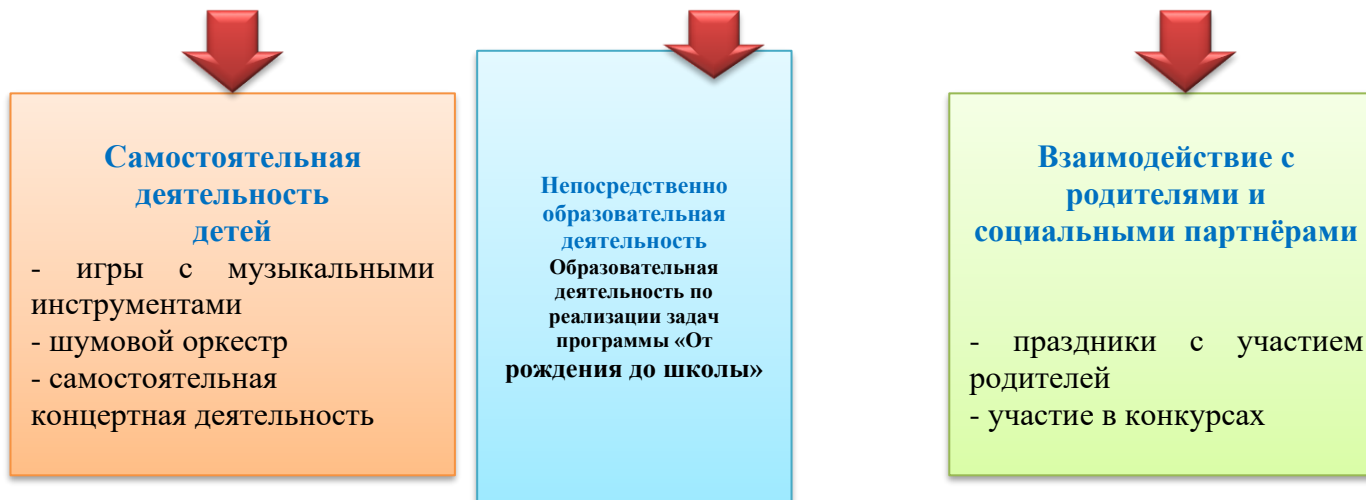 Самостоятельная
деятельность
детей
- игры с музыкальными
инструментами
- шумовой оркестр
- самостоятельная
концертная деятельность
Непосредственно
образовательная
деятельность
Образовательная
деятельность по
реализации задач
программы «От
рождения до школы»
Взаимодействие с
родителями и
социальными партнёрами
- праздники с участием
родителей
- участие в конкурсах